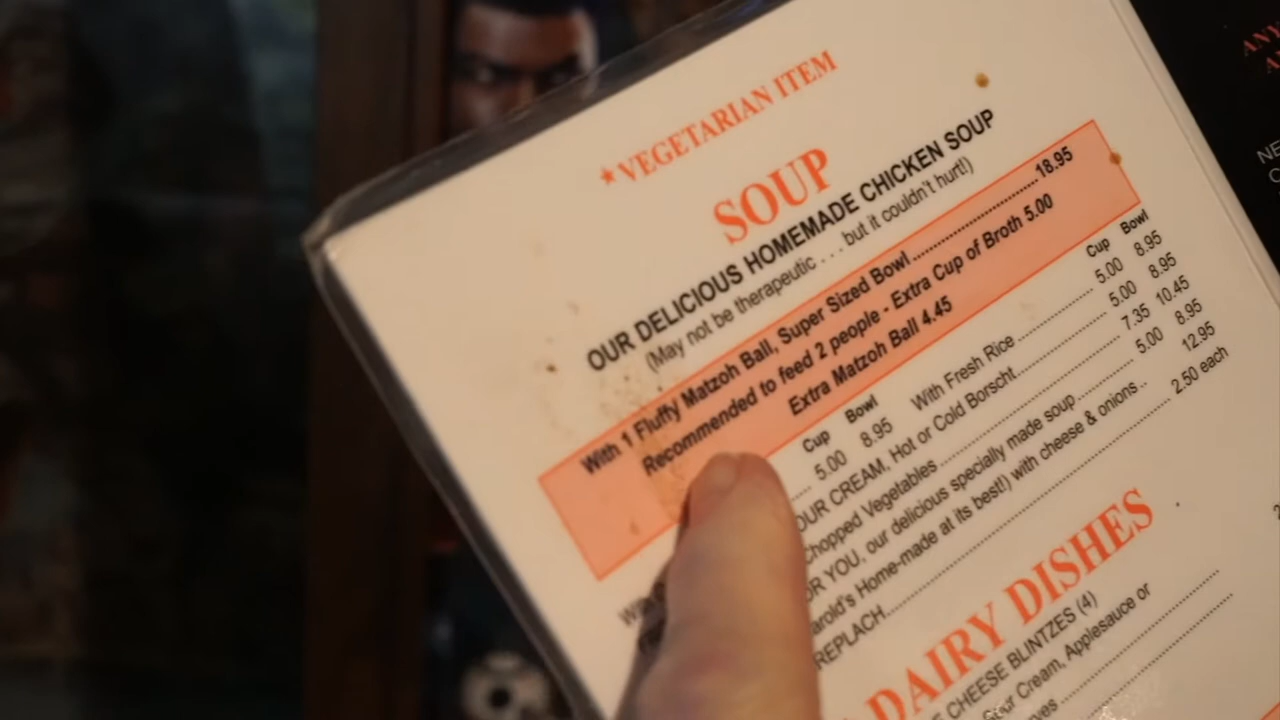 ★VEGETARIAN ITEM
SOUP
OUR DELICIOUS HOMEMADE CHICKEN SOUP
(May not be therapeutic . . . but it couldn't hurt!)
With 1 Fluffy Matzoh Ball, Super Sized Bowl ........................ 18.95
Recommended to feed 2 people - Extra Cup of Broth 5.00
Extra Matzoh Ball 4.45
Cup Bowl
Cup Bowl
5.00 8.95 With Fresh Rice ................ 5.00 8.95
OUR CREAM, Hot or Cold Borscht ................ 5.00 8.95
Chopped Vegetables ................ 7.35 10.45
OR YOU, our delicious specially made soup ................ 5.00 8.95
arold's Home-made at its best!) with cheese & onions .. 12.95
REPLACH ................ 2.50 each
DAIRY DISHES
CHEESE BLINTZES (4)
Sour Cream, Applesauce or